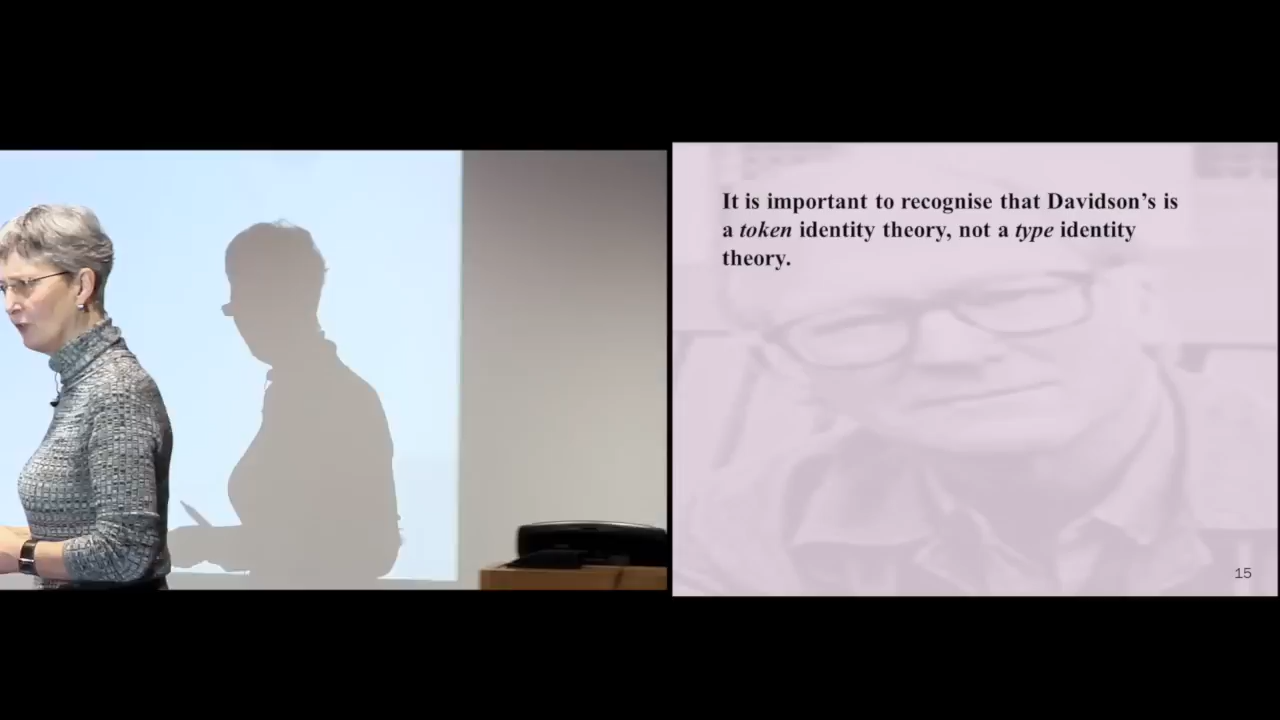 It is important to recognise that Davidson’s is
a token identity theory, not a type identity
theory.
15